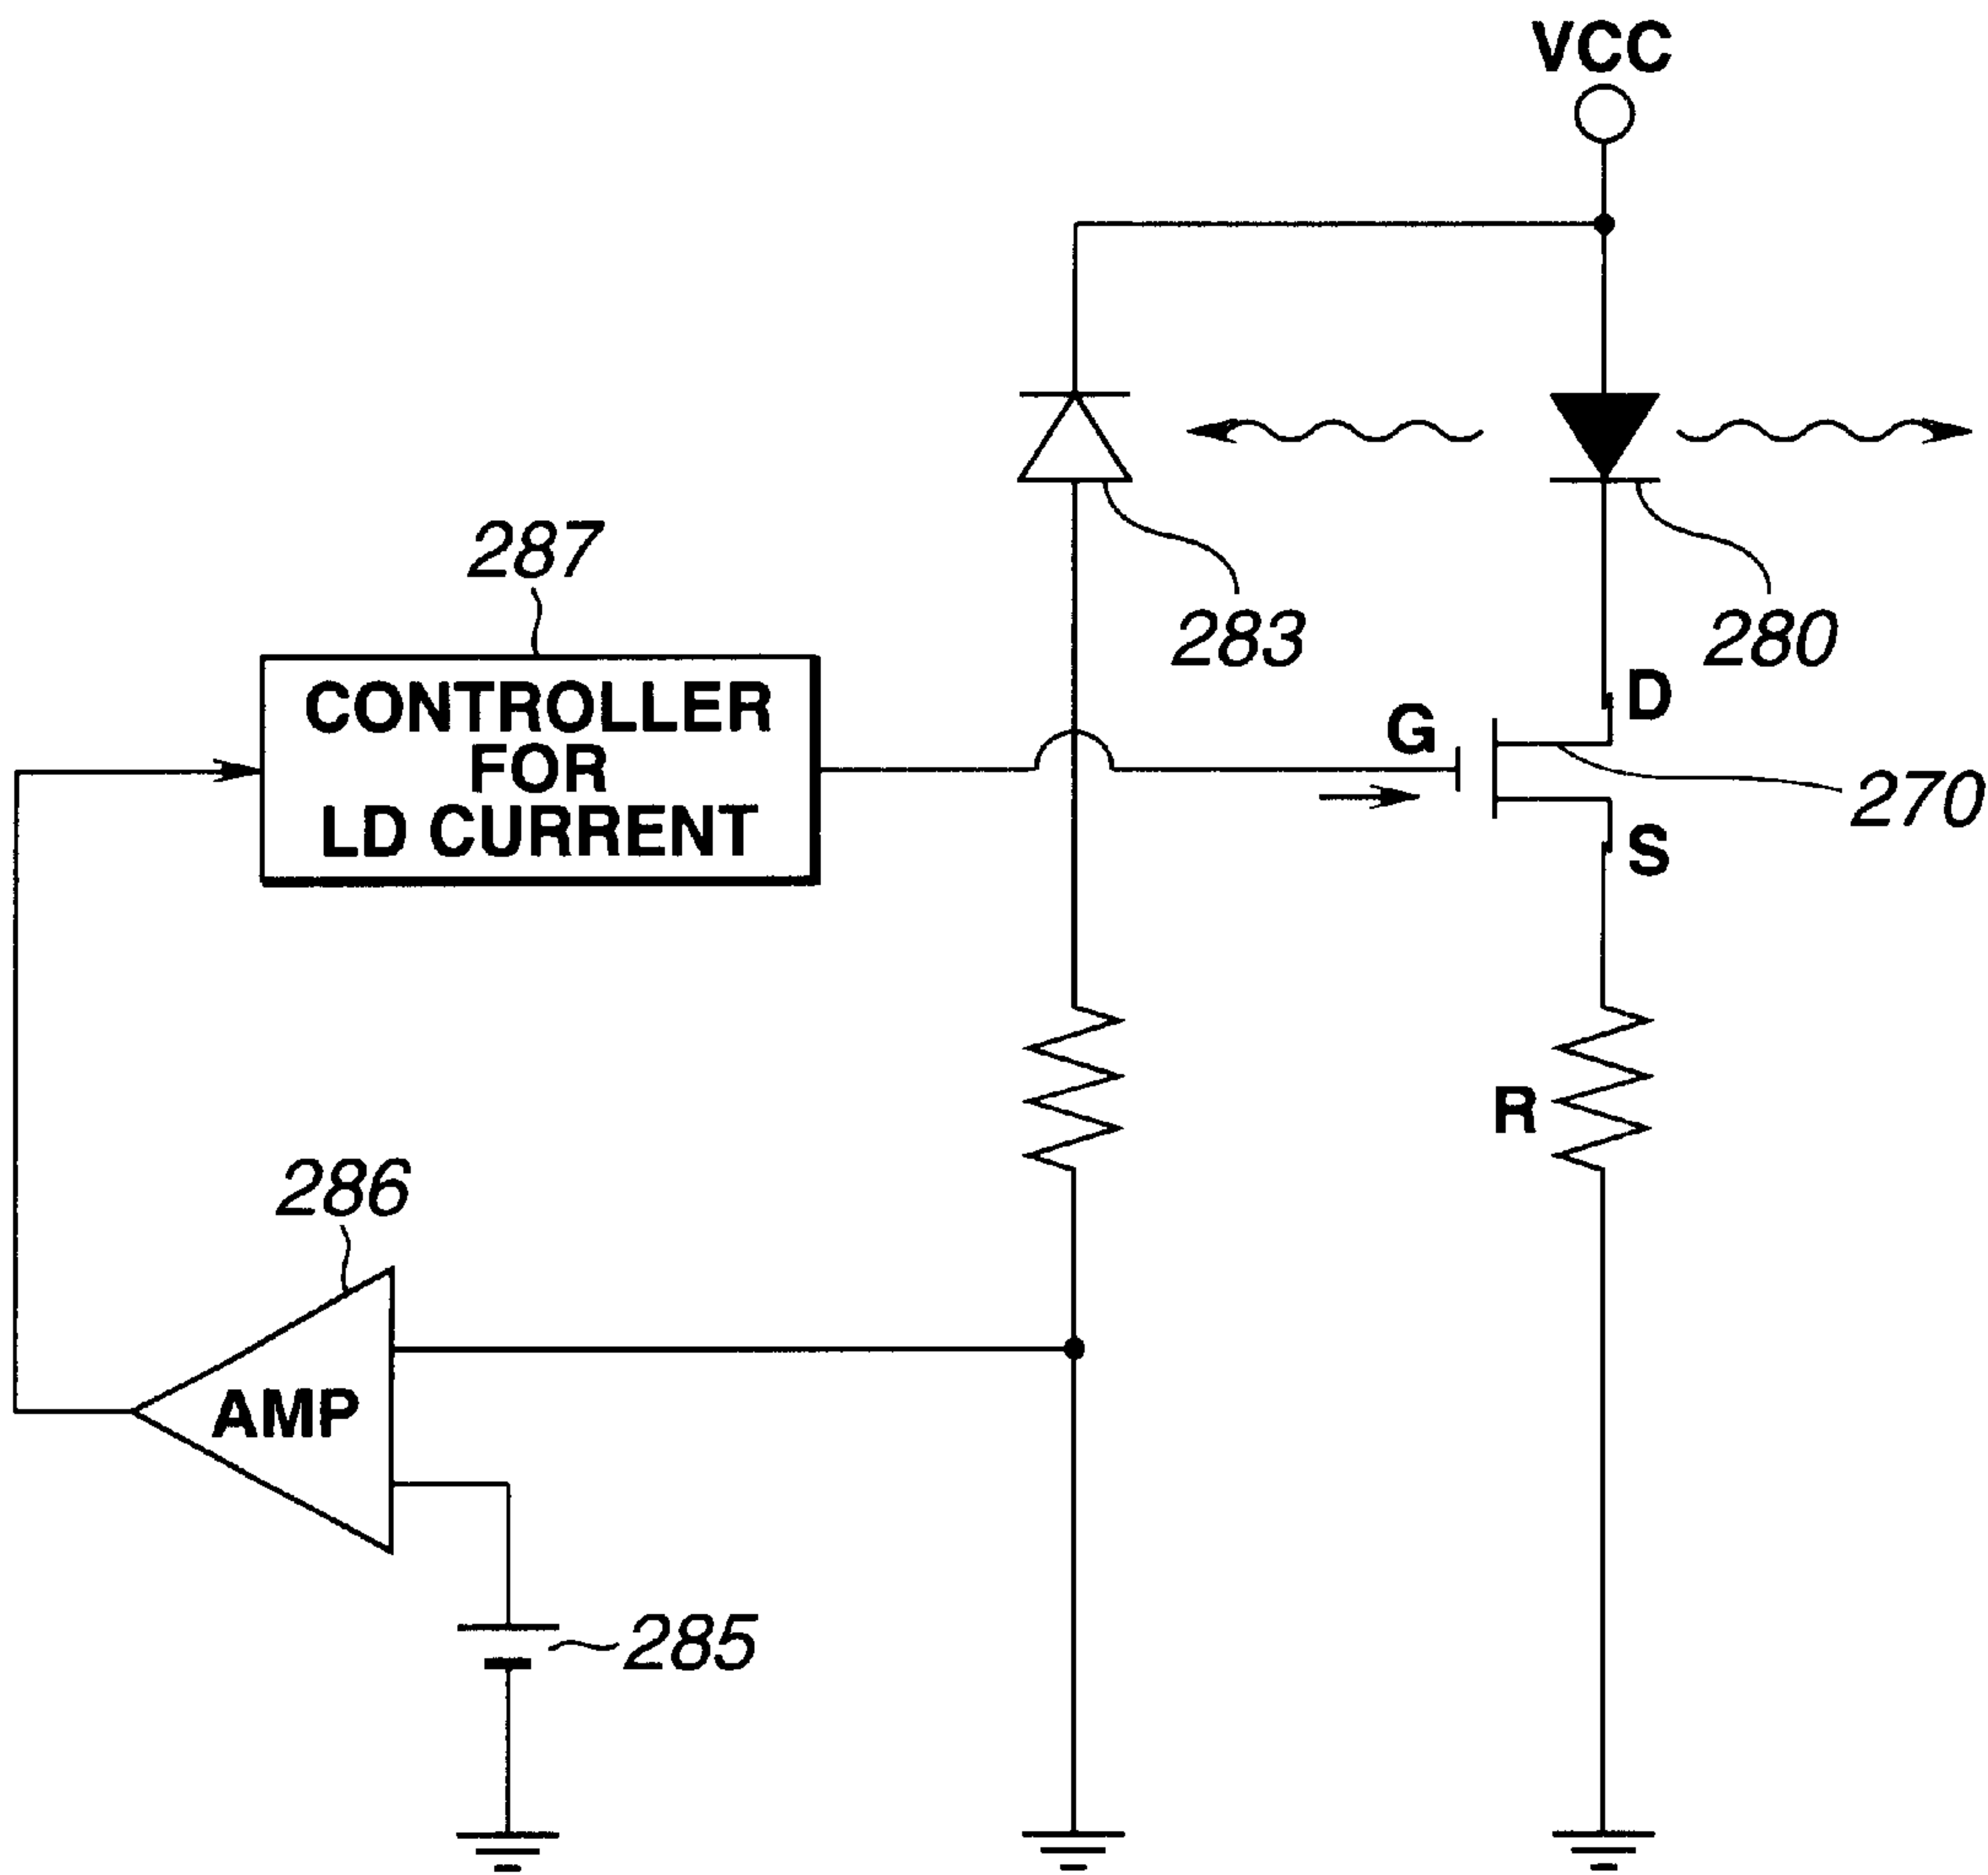 VCC
287
283
280
CONTROLLER
FOR
LD CURRENT
G
D
270
S
R
286
AMP
285